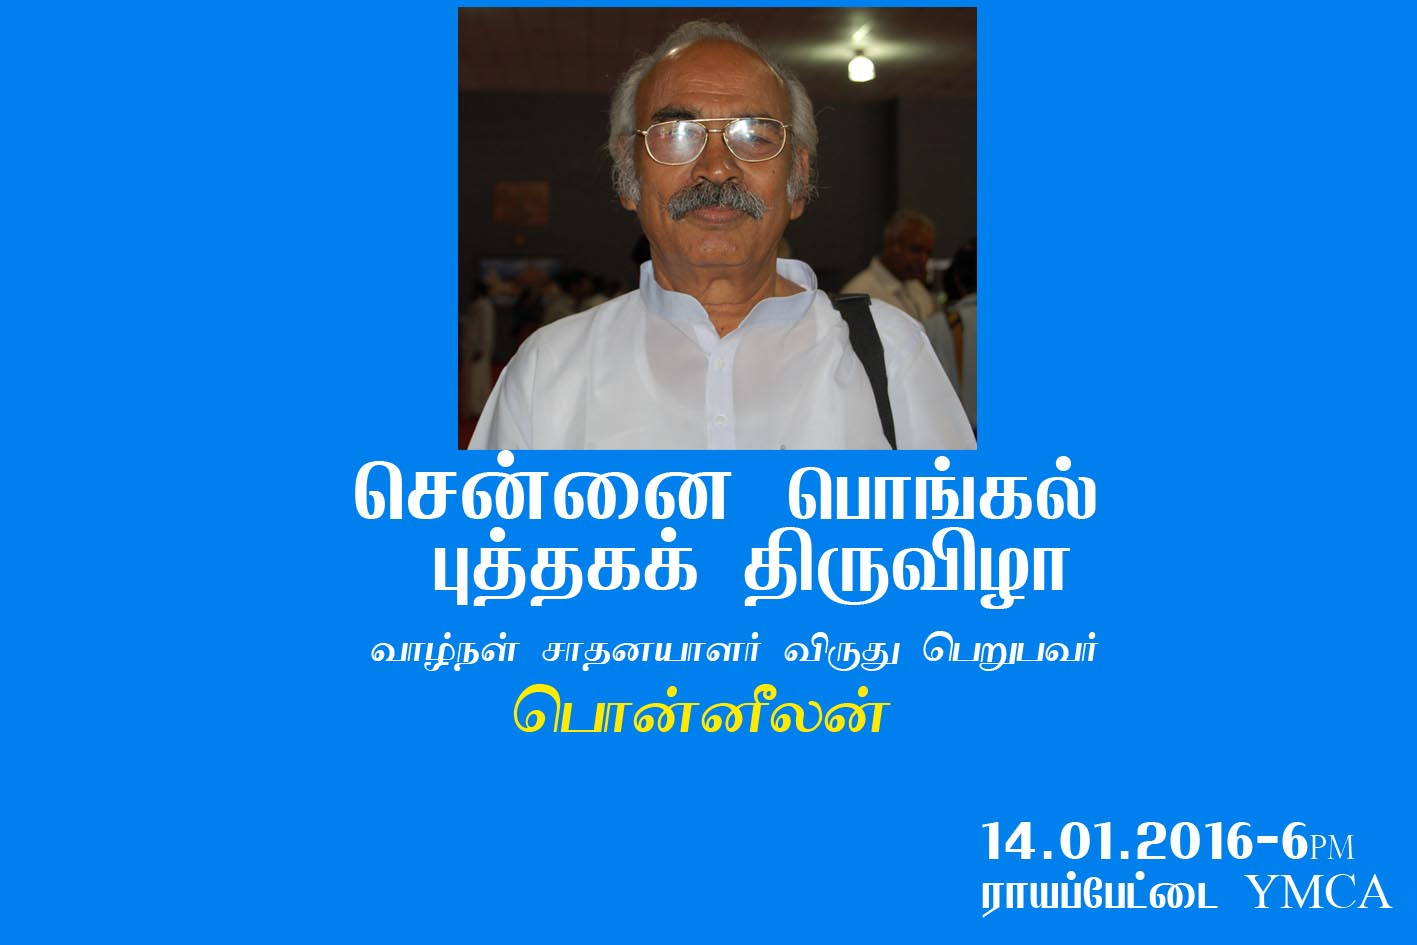 சென்னை பொங்கல்
புத்தகக் திருவிழா
வாழ்நள் சாதனயாளர் விருது பெறுபவர்
பொன்னீலன்
14.01.2016-6PM
ராயப்பேட்டை YMCA